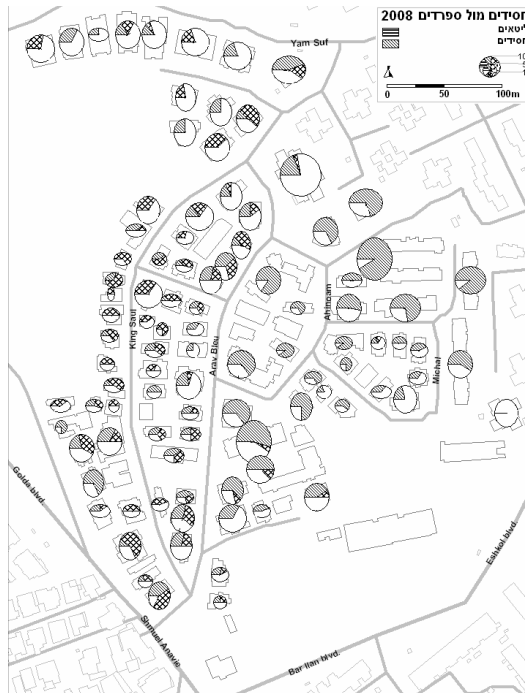 חסידים מול ספרדים 2008
ליטאים
חסידים
10
5
1
0 50 100m
Yam Suf
King Saul
Arav Bleu
Ahinoam
Michal
Golda blvd.
Eshkol blvd.
Shmuel Anavie
Bar Ilan blvd.